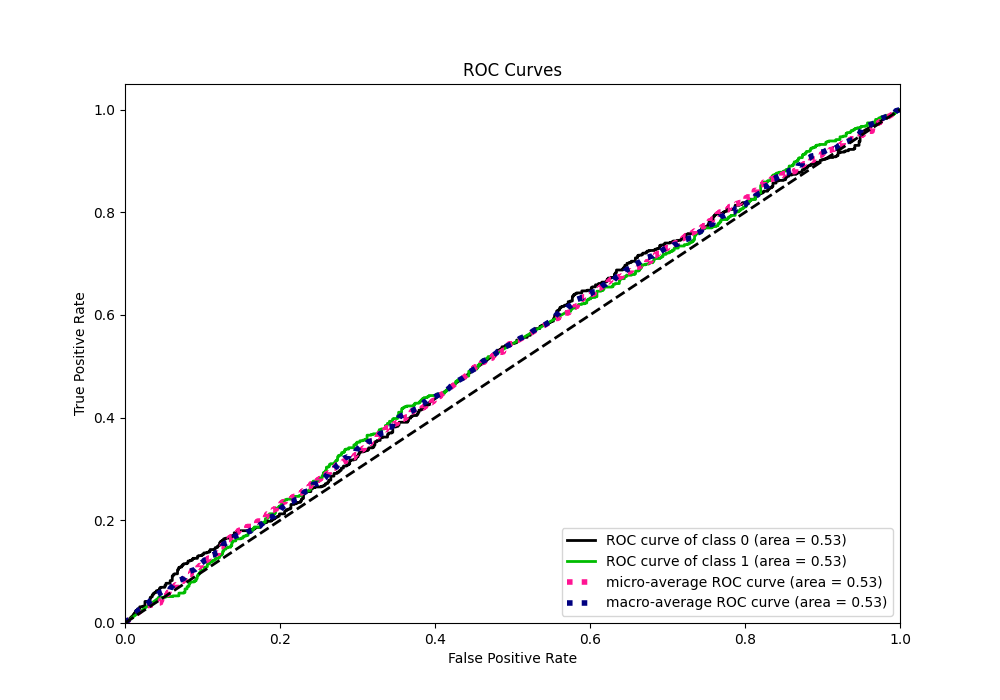 ROC Curves
True Positive Rate
1.0
0.8
0.6
0.4
0.2
0.0
ROC curve of class 0 (area = 0.53)
ROC curve of class 1 (area = 0.53)
micro-average ROC curve (area = 0.53)
macro-average ROC curve (area = 0.53)
0.0 0.2 0.4 0.6 0.8 1.0
False Positive Rate